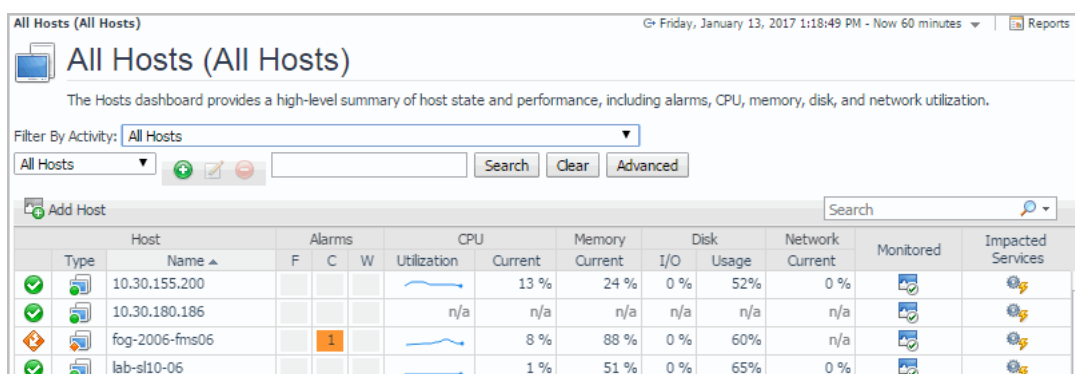 All Hosts (All Hosts) Friday, January 13, 2017 1:18:49 PM - Now 60 minutes Reports
All Hosts (All Hosts)
The Hosts dashboard provides a high-level summary of host state and performance, including alarms, CPU, memory, disk, and network utilization.
Filter By Activity: All Hosts
All Hosts Search Clear Advanced
Add Host Search
Host Alarms CPU Memory Disk Network Monitored Impacted Services
Type Name F C W Utilization Current Current I/O Usage Current
10.30.155.200 13 % 24 % 0 % 52% 0 %
10.30.180.186 n/a n/a n/a n/a n/a n/a
fog-2006-fms06 1 8 % 88 % 0 % 60% n/a
lab-sl10-06 1 % 51 % 0 % 65% 0 %